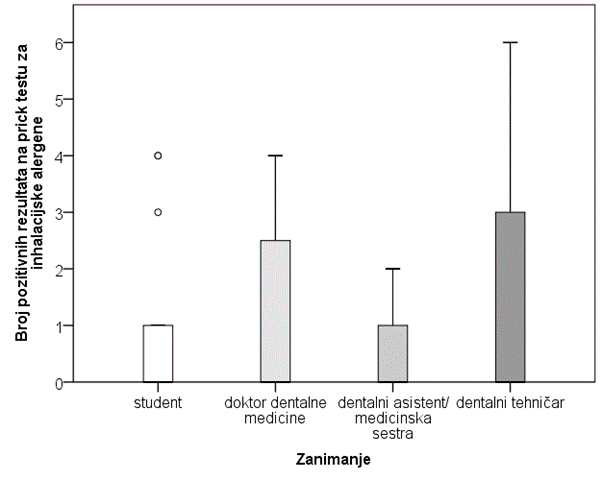 Broj pozitivnih rezultata na prick testu za
inhalacijske alergene
6
5
4
3
2
1
0
student
doktor dentalne
medicine
dentalni asistent/
medicinska
sestra
dentalni tehničar
Zanimanje